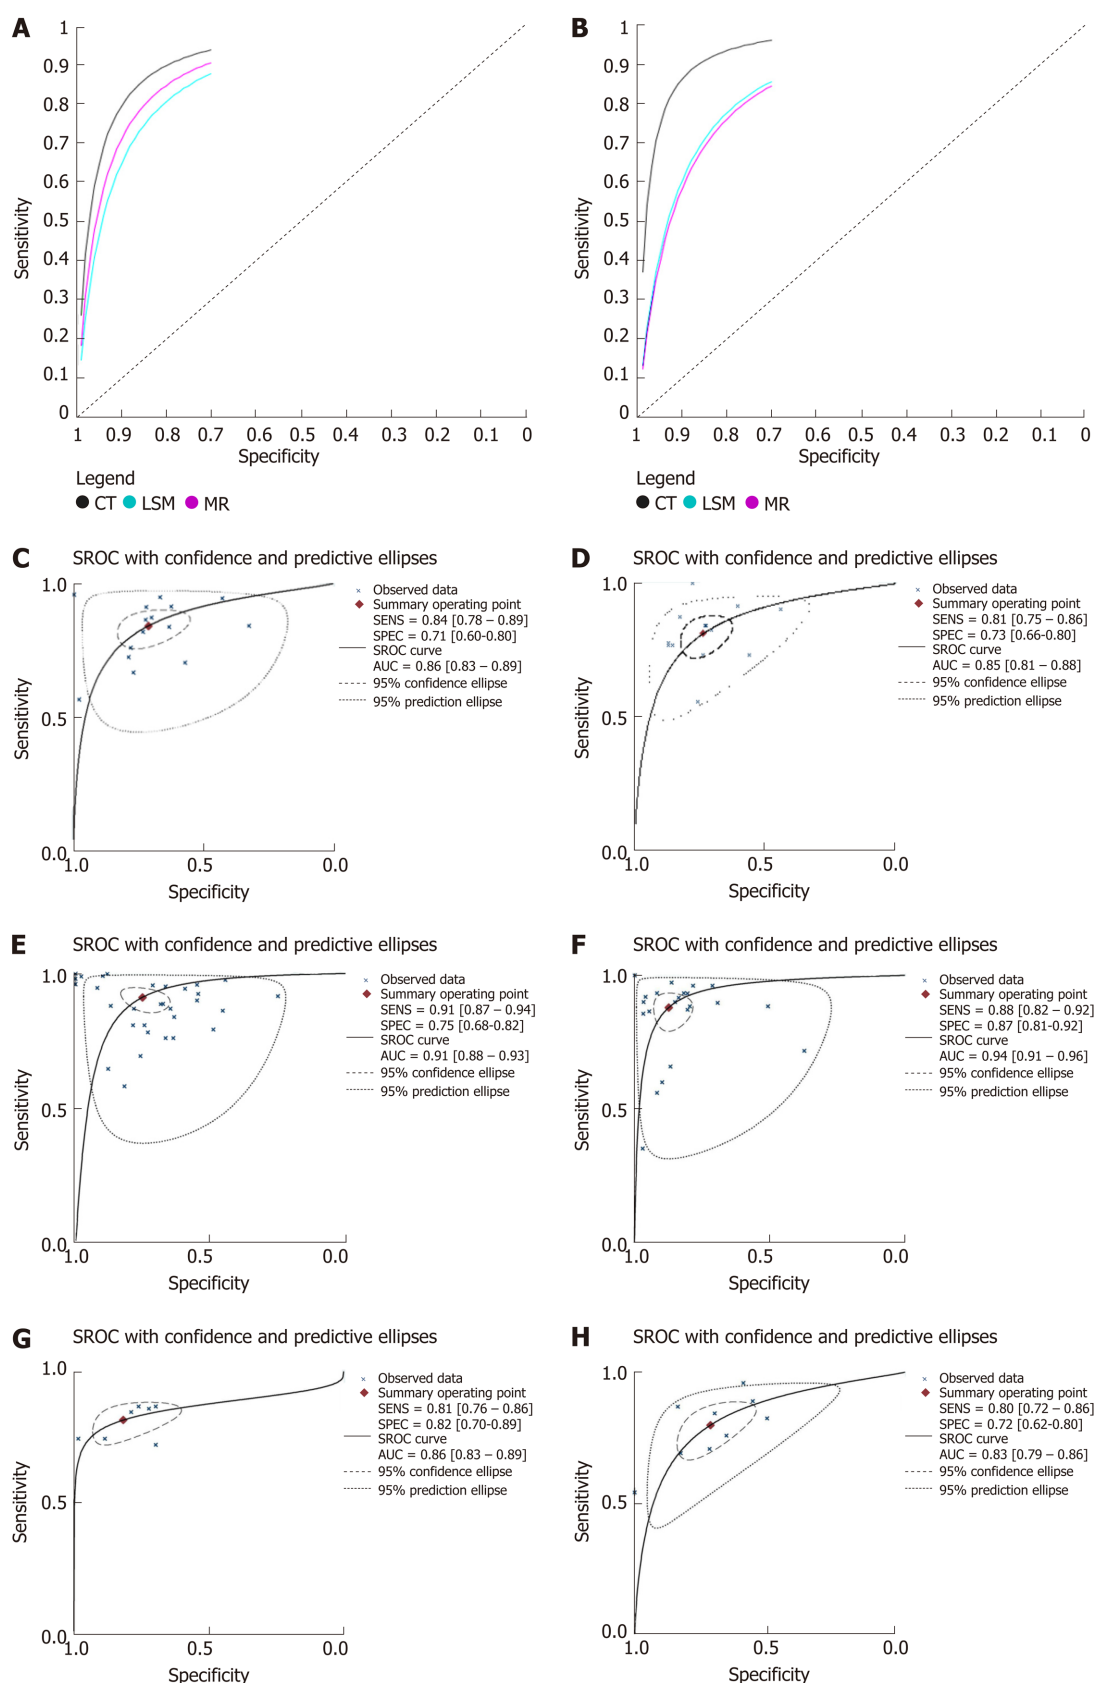 A
1
0.9
0.8
0.7
0.6
0.5
0.4
0.3
0.2
0.1
0
Sensitivity
1 0.9 0.8 0.7 0.6 0.5 0.4 0.3 0.2 0.1 0
Specificity
Legend
CT LSM MR
B
1
0.9
0.8
0.7
0.6
0.5
0.4
0.3
0.2
0.1
0
Sensitivity
1 0.9 0.8 0.7 0.6 0.5 0.4 0.3 0.2 0.1 0
Specificity
Legend
CT LSM MR
C SROC with confidence and predictive ellipses
1.0
0.5
0.0
Sensitivity
1.0 0.5 0.0
Specificity
Observed data
Summary operating point
SENS = 0.84 [0.78 – 0.89]
SPEC = 0.71 [0.60-0.80]
SROC curve
AUC = 0.86 [0.83 – 0.89]
95% confidence ellipse
95% prediction ellipse
D SROC with confidence and predictive ellipses
1.0
0.5
0.0
Sensitivity
1.0 0.5 0.0
Specificity
Observed data
Summary operating point
SENS = 0.81 [0.75 – 0.86]
SPEC = 0.73 [0.66-0.80]
SROC curve
AUC = 0.85 [0.81 – 0.88]
95% confidence ellipse
95% prediction ellipse
E SROC with confidence and predictive ellipses
1.0
0.5
0.0
Sensitivity
1.0 0.5 0.0
Specificity
Observed data
Summary operating point
SENS = 0.91 [0.87 – 0.94]
SPEC = 0.75 [0.68-0.82]
SROC curve
AUC = 0.91 [0.88 – 0.93]
95% confidence ellipse
95% prediction ellipse
F SROC with confidence and predictive ellipses
1.0
0.5
0.0
Sensitivity
1.0 0.5 0.0
Specificity
Observed data
Summary operating point
SENS = 0.88 [0.82 – 0.92]
SPEC = 0.87 [0.81-0.92]
SROC curve
AUC = 0.94 [0.91 – 0.96]
95% confidence ellipse
95% prediction ellipse
G SROC with confidence and predictive ellipses
1.0
0.5
0.0
Sensitivity
1.0 0.5 0.0
Specificity
Observed data
Summary operating point
SENS = 0.81 [0.76 – 0.86]
SPEC = 0.82 [0.70-0.89]
SROC curve
AUC = 0.86 [0.83 – 0.89]
95% confidence ellipse
95% prediction ellipse
H SROC with confidence and predictive ellipses
1.0
0.5
0.0
Sensitivity
1.0 0.5 0.0
Specificity
Observed data
Summary operating point
SENS = 0.80 [0.72 – 0.86]
SPEC = 0.72 [0.62-0.80]
SROC curve
AUC = 0.83 [0.79 – 0.86]
95% confidence ellipse
95% prediction ellipse